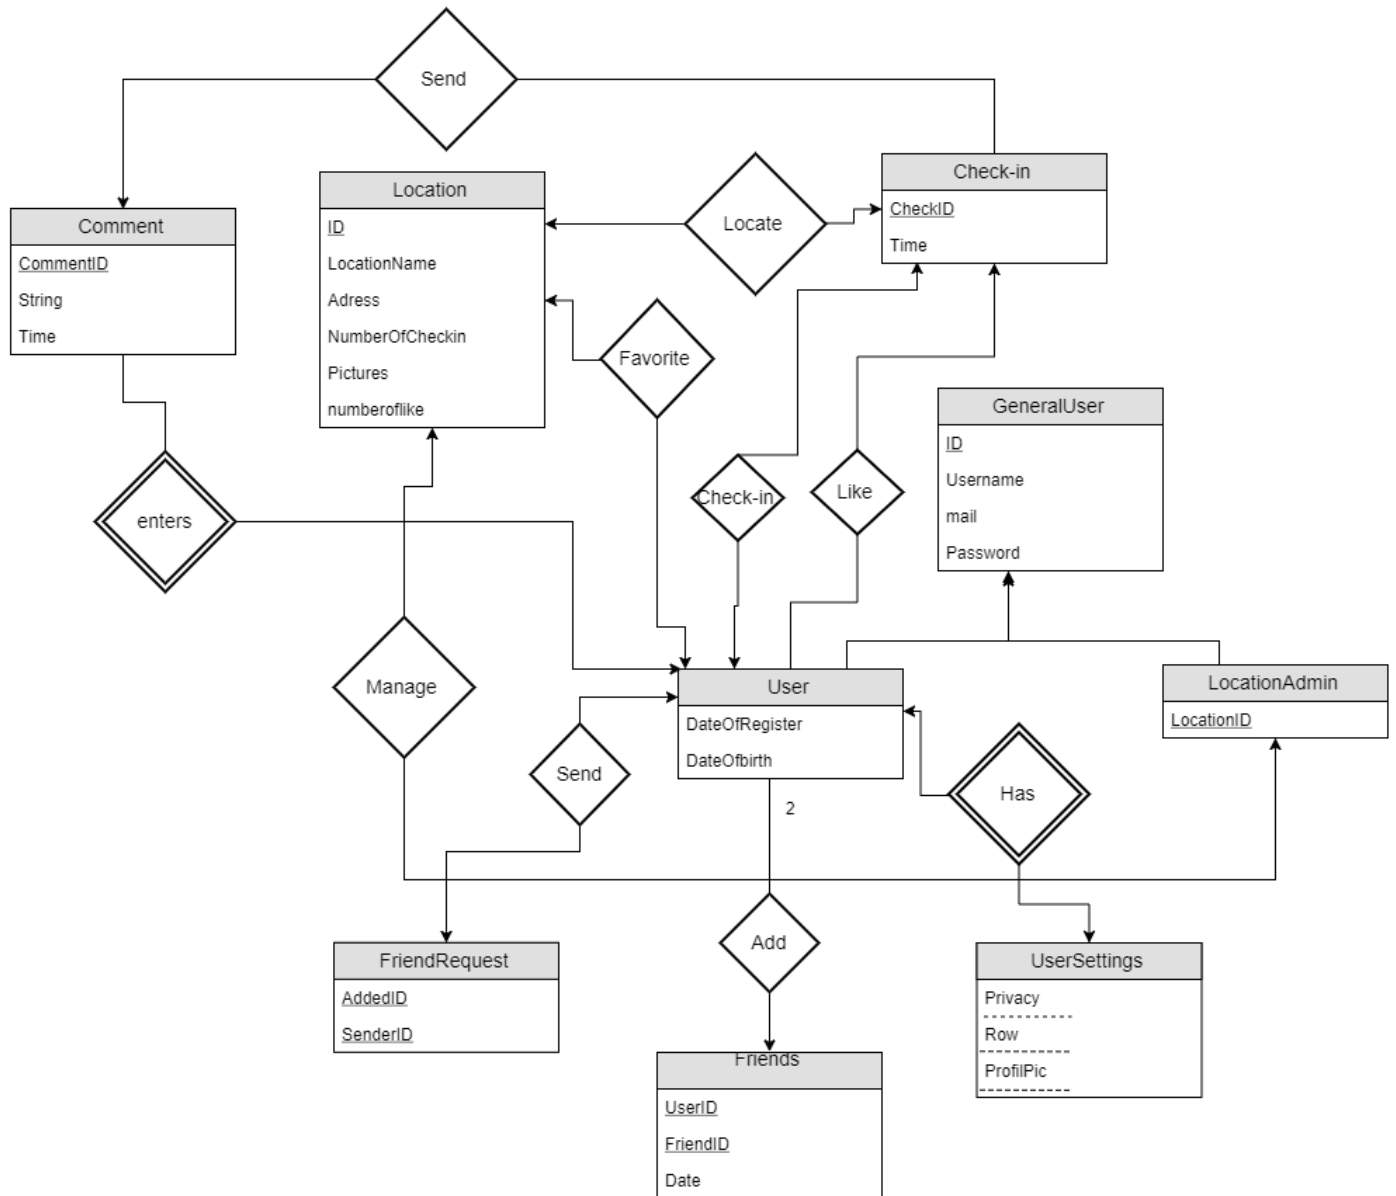 Send
Check-in
CheckID
Time
Location
ID
LocationName
Adress
NumberOfCheckin
Pictures
numberoflike
Locate
Comment
CommentID
String
Time
Favorite
GeneralUser
ID
Username
mail
Password
Check-in
Like
enters
Manage
User
DateOfRegister
DateOfbirth
LocationAdmin
LocationID
Send
2
Has
Add
FriendRequest
AddedID
SenderID
UserSettings
Privacy
Row
ProfilPic
Friends
UserID
FriendID
Date